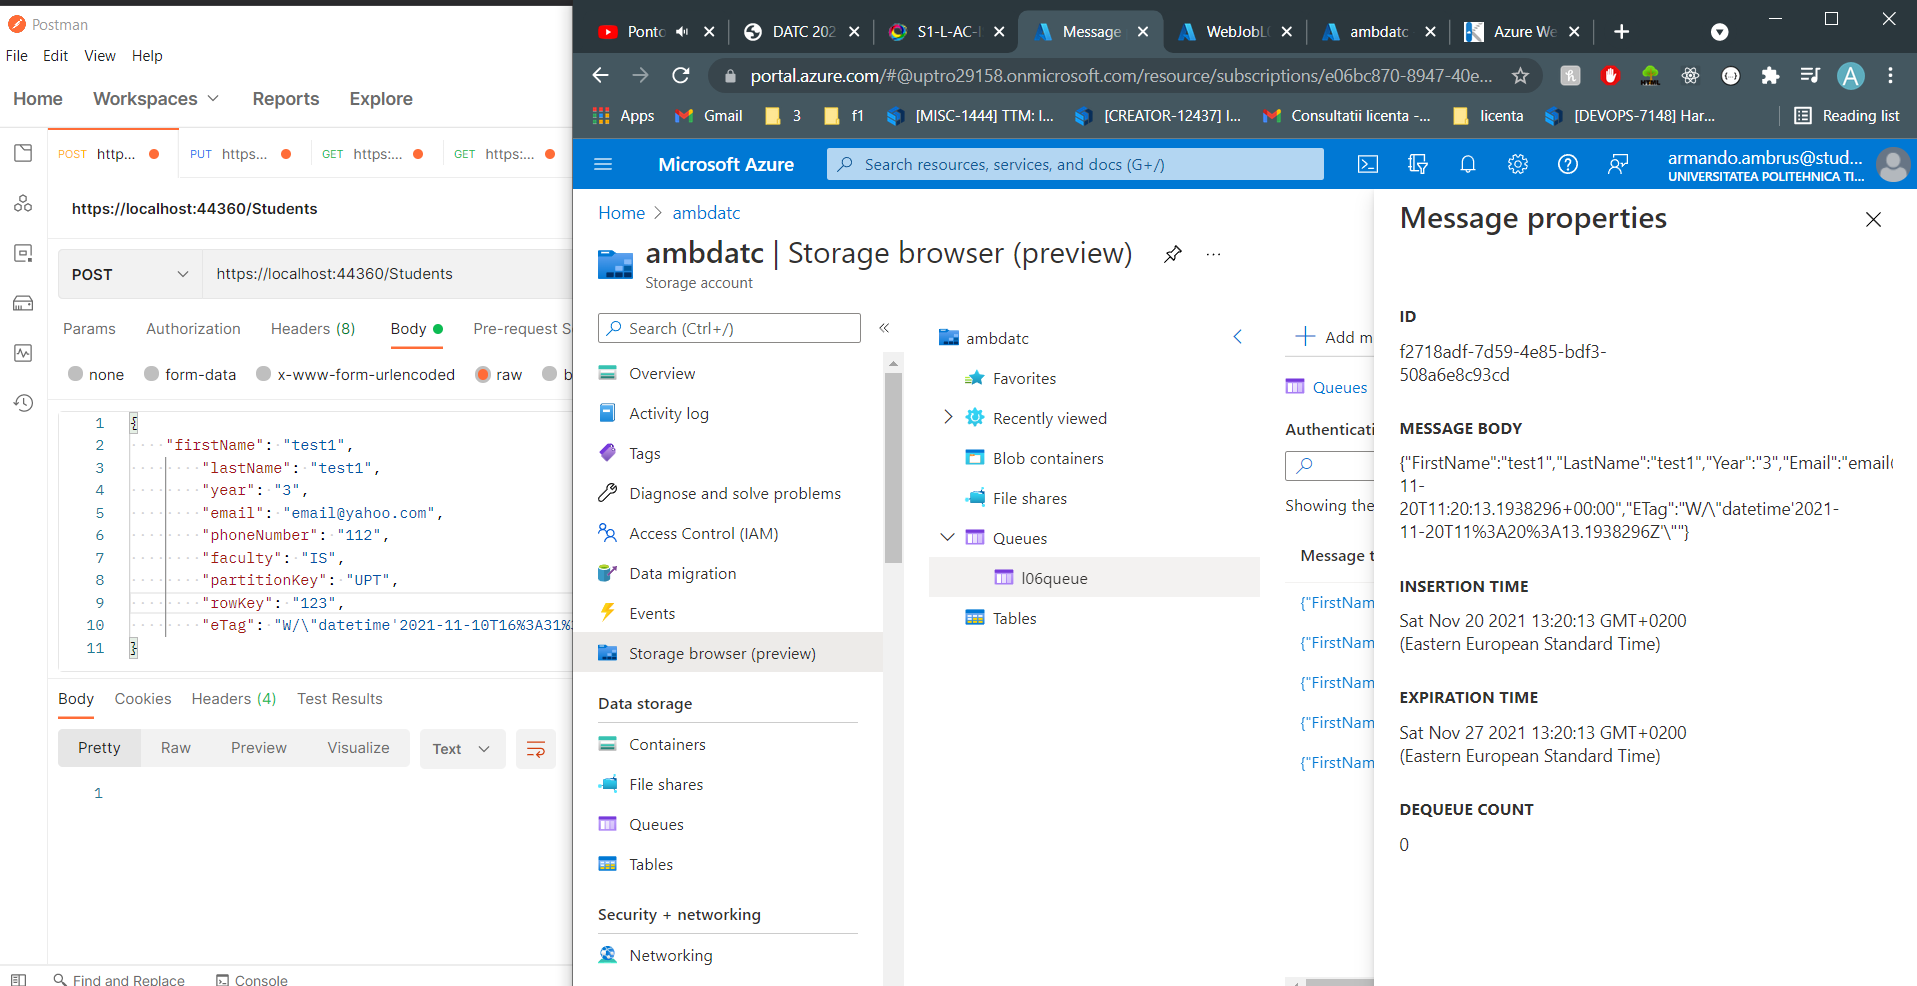 Postman
File Edit View Help
Home Workspaces Reports Explore
POST http... PUT https... GET https:... GET https:...
https://localhost:44360/Students
POST https://localhost:44360/Students
Params Authorization Headers (8) Body Pre-request S
none form-data x-www-form-urlencoded raw b
1 {
2 "firstName": "test1",
3 "lastName": "test1",
4 "year": "3",
5 "email": "email@yahoo.com",
6 "phoneNumber": "112",
7 "faculty": "IS",
8 "partitionKey": "UPT",
9 "rowKey": "123",
10 "eTag": "W/\"datetime'2021-11-10T16%3A31%
11 }
Body Cookies Headers (4) Test Results
Pretty Raw Preview Visualize Text
1
Find and Replace Console
Ponto DATC 202 S1-L-AC-I Message WebJobL ambdatc Azure We
portal.azure.com/#@uptro29158.onmicrosoft.com/resource/subscriptions/e06bc870-8947-40e...
Apps Gmail 3 f1 [MISC-1444] TTM: I... [CREATOR-12437] I... Consultatii licenta -... licenta [DEVOPS-7148] Har... Reading list
Microsoft Azure Search resources, services, and docs (G+/) armando.ambrus@stud...
UNIVERSITATEA POLITEHNICA TI...
Home > ambdatc
ambdatc | Storage browser (preview) ...
Storage account
Search (Ctrl+/)
Overview
Activity log
Tags
Diagnose and solve problems
Access Control (IAM)
Data migration
Events
Storage browser (preview)
Data storage
Containers
File shares
Queues
Tables
Security + networking
Networking
ambdatc
Favorites
Recently viewed
Blob containers
File shares
Queues
l06queue
Tables
Add m
Queues
Authenticati
Showing the
Message t
{"FirstNam
{"FirstNam
{"FirstNam
{"FirstNam
{"FirstNam
Message properties
ID
f2718adf-7d59-4e85-bdf3-
508a6e8c93cd
MESSAGE BODY
{"FirstName":"test1","LastName":"test1","Year":"3","Email":"email
11-
20T11:20:13.1938296+00:00","ETag":"W/\"datetime'2021-
11-20T11%3A20%3A13.1938296Z'\""}
INSERTION TIME
Sat Nov 20 2021 13:20:13 GMT+0200
(Eastern European Standard Time)
EXPIRATION TIME
Sat Nov 27 2021 13:20:13 GMT+0200
(Eastern European Standard Time)
DEQUEUE COUNT
0